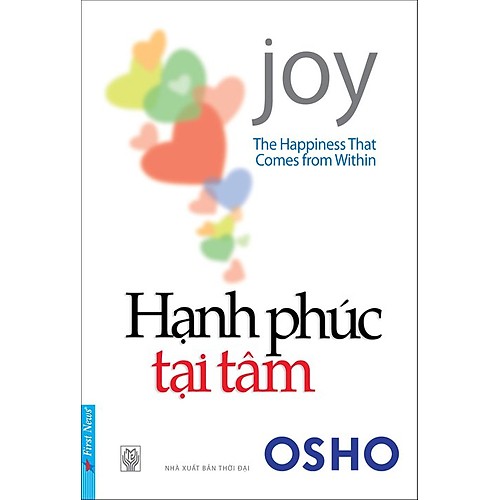 joy
The Happiness That
Comes from Within
Hạnh phúc
tại tâm
First News
NHÀ XUẤT BẢN THỜI ĐẠI
OSHO